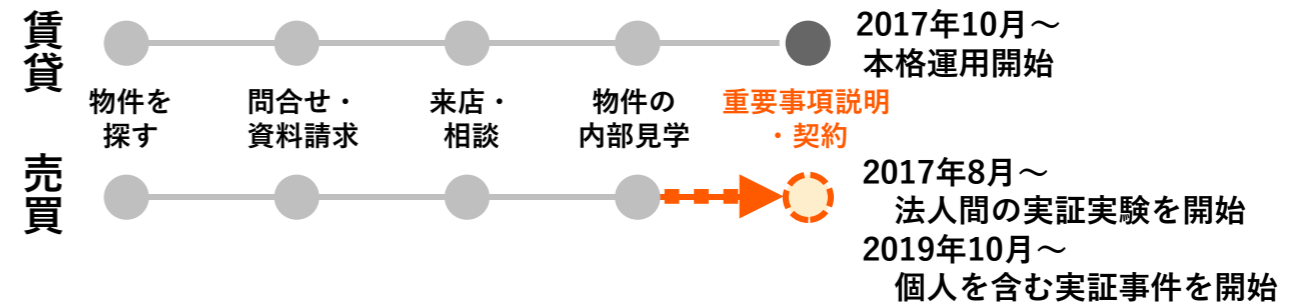 賃貸
2017年10月～
本格運用開始
物件を
探す
問合せ・
資料請求
来店・
相談
物件の
内部見学
重要事項説明
・契約
売買
2017年8月～
法人間の実証実験を開始
2019年10月～
個人を含む実証事件を開始